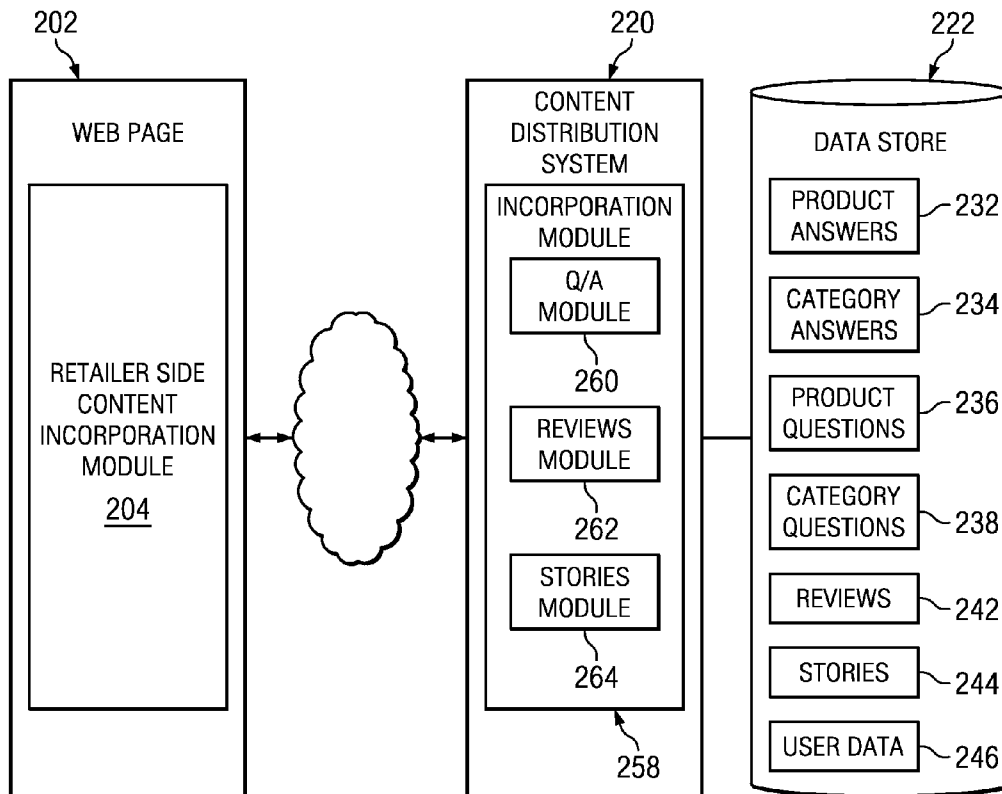 202
220
222
WEB PAGE
RETAILER SIDE
CONTENT
INCORPORATION
MODULE
204
CONTENT
DISTRIBUTION
SYSTEM
INCORPORATION
MODULE
Q/A
MODULE
260
REVIEWS
MODULE
262
STORIES
MODULE
264
258
DATA STORE
PRODUCT
ANSWERS
232
CATEGORY
ANSWERS
234
PRODUCT
QUESTIONS
236
CATEGORY
QUESTIONS
238
REVIEWS
242
STORIES
244
USER DATA
246